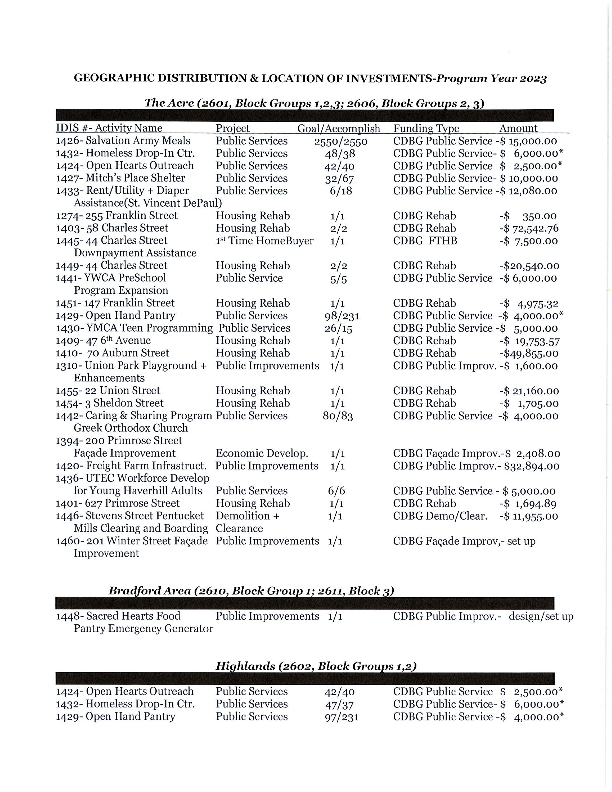 GEOGRAPHIC DISTRIBUTION & LOCATION OF INVESTMENTS-Program Year 2023
The Acre (2601, Block Groups 1,2,3; 2606, Block Groups 2, 3)
IDIS #- Activity Name Project Goal/Accomplish Funding Type Amount
1426- Salvation Army Meals Public Services 2550/2550 CDBG Public Service -$ 15,000.00
1432- Homeless Drop-In Ctr. Public Services 48/38 CDBG Public Service- $ 6,000.00*
1424- Open Hearts Outreach Public Services 42/40 CDBG Public Service $ 2,500.00*
1427- Mitch's Place Shelter Public Services 32/67 CDBG Public Service- $ 10,000.00
1433- Rent/Utility + Diaper Public Services 6/18 CDBG Public Service -$ 12,080.00
Assistance(St. Vincent DePaul)
1274- 255 Franklin Street Housing Rehab 1/1 CDBG Rehab -$ 350.00
1403- 58 Charles Street Housing Rehab 2/2 CDBG Rehab -$ 72,542.76
1445- 44 Charles Street 1st Time HomeBuyer 1/1 CDBG FTHB -$ 7,500.00
Downpayment Assistance
1449- 44 Charles Street Housing Rehab 2/2 CDBG Rehab -$20,540.00
1441- YWCA PreSchool Public Service 5/5 CDBG Public Service -$ 6,000.00
Program Expansion
1451- 147 Franklin Street Housing Rehab 1/1 CDBG Rehab -$ 4,975.32
1429- Open Hand Pantry Public Services 98/231 CDBG Public Service -$ 4,000.00*
1430- YMCA Teen Programming Public Services 26/15 CDBG Public Service -$ 5,000.00
1409- 47 6th Avenue Housing Rehab 1/1 CDBG Rehab -$ 19,753.57
1410- 70 Auburn Street Housing Rehab 1/1 CDBG Rehab -$49,855.00
1310- Union Park Playground + Public Improvements 1/1 CDBG Public Improv. -$ 1,600.00
Enhancements
1455- 22 Union Street Housing Rehab 1/1 CDBG Rehab -$ 21,160.00
1454- 3 Sheldon Street Housing Rehab 1/1 CDBG Rehab -$ 1,705.00
1442- Caring & Sharing Program Public Services 80/83 CDBG Public Service -$ 4,000.00
Greek Orthodox Church
1394- 200 Primrose Street
Façade Improvement Economic Develop. 1/1 CDBG Façade Improv.-$ 2,408.00
1420- Freight Farm Infrastruct. Public Improvements 1/1 CDBG Public Improv.- $32,894.00
1436- UTEC Workforce Develop
for Young Haverhill Adults Public Services 6/6 CDBG Public Service - $ 5,000.00
1401- 627 Primrose Street Housing Rehab 1/1 CDBG Rehab -$ 1,694.89
1446- Stevens Street Pentucket Demolition + 1/1 CDBG Demo/Clear. -$ 11,955.00
Mills Clearing and Boarding Clearance
1460- 201 Winter Street Façade Public Improvements 1/1 CDBG Façade Improv,- set up
Improvement
Bradford Area (2610, Block Group 1; 2611, Block 3)
1448- Sacred Hearts Food Public Improvements 1/1 CDBG Public Improv.- design/set up
Pantry Emergency Generator
Highlands (2602, Block Groups 1,2)
1424- Open Hearts Outreach Public Services 42/40 CDBG Public Service $ 2,500.00*
1432- Homeless Drop-In Ctr. Public Services 47/37 CDBG Public Service- $ 6,000.00*
1429- Open Hand Pantry Public Services 97/231 CDBG Public Service -$ 4,000.00*